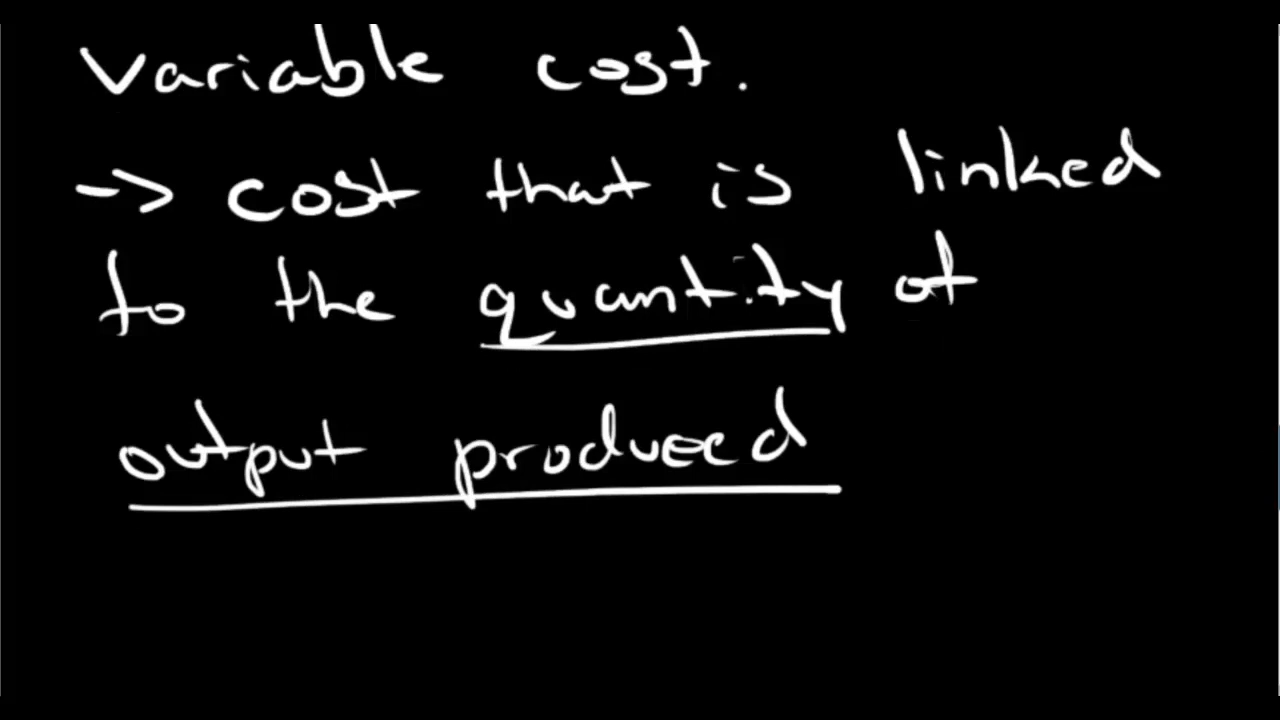 variable cost.
-> cost that is linked
to the quantity of
output produced